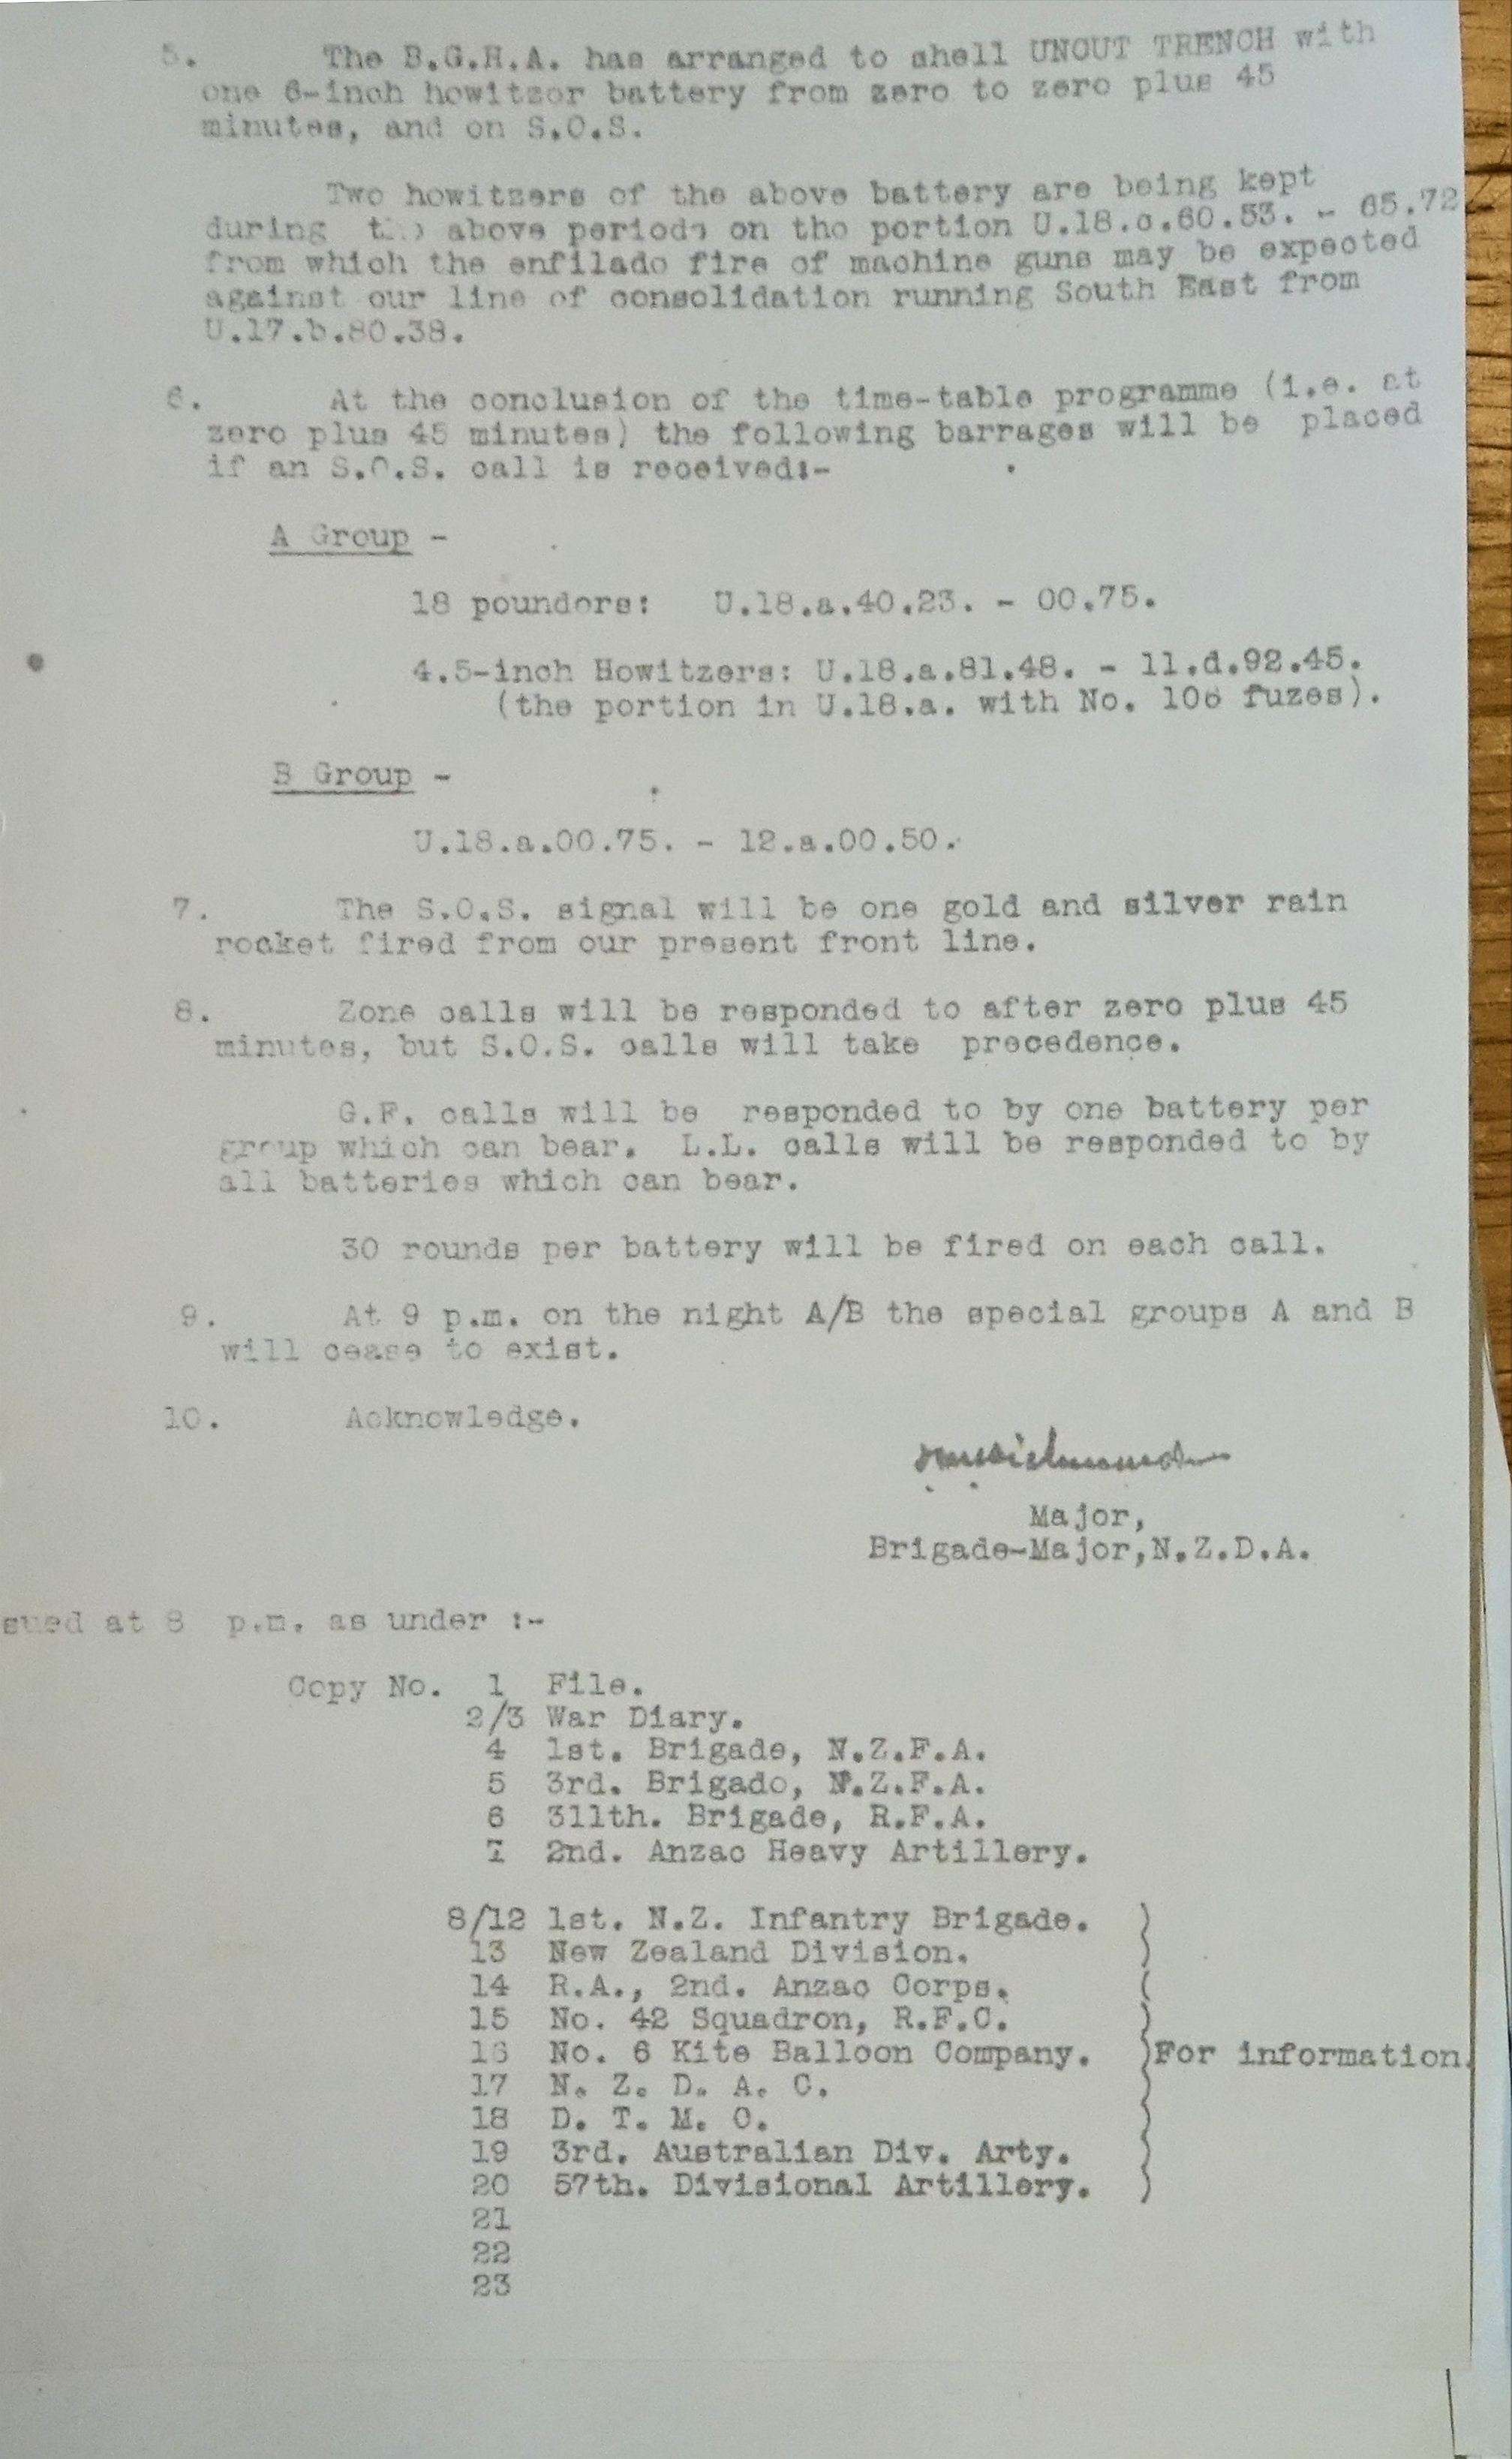 5. The B.G.H.A. has arranged to shell UNCUT TRENCH with
one 6-inch howitzer battery from zero to zero plus 45
minutes, and on S.O.S.
Two howitzers of the above battery are being kept
during the above periods on the portion U.18.c.60.53. - 65.72
from which the enfilade fire of machine guns may be expected
against our line of consolidation running South East from
U.17.b.80.38.
6. At the conclusion of the time-table programme (i.e. at
zero plus 45 minutes) the following barrages will be placed
if an S.O.S. call is received:-
A Group -
18 pounders: U.18.a.40.23. - 00.75.
4.5-inch Howitzers: U.18.a.81.48. - 11.d.92.45.
(the portion in U.18.a. with No. 106 fuzes).
B Group -
U.18.a.00.75. - 12.a.00.50.
7. The S.O.S. signal will be one gold and silver rain
rocket fired from our present front line.
8. Zone calls will be responded to after zero plus 45
minutes, but S.O.S. calls will take precedence.
G.F. calls will be responded to by one battery per
group which can bear. L.L. calls will be responded to by
all batteries which can bear.
30 rounds per battery will be fired on each call.
9. At 9 p.m. on the night A/B the special groups A and B
will cease to exist.
10. Acknowledge.
Major,
Brigade-Major,N.Z.D.A.
sued at 8 p.m. as under :-
Copy No. 1 File.
2/3 War Diary.
4 1st. Brigade, N.Z.F.A.
5 3rd. Brigade, N.Z.F.A.
6 311th. Brigade, R.F.A.
7 2nd. Anzac Heavy Artillery.
8/12 1st. N.Z. Infantry Brigade. )
13 New Zealand Division. )
14 R.A., 2nd. Anzac Corps. (
15 No. 42 Squadron, R.F.C. )
16 No. 6 Kite Balloon Company. )For information.
17 N. Z. D. A. C. )
18 D. T. M. O. )
19 3rd. Australian Div. Arty. )
20 57th. Divisional Artillery. )
21
22
23